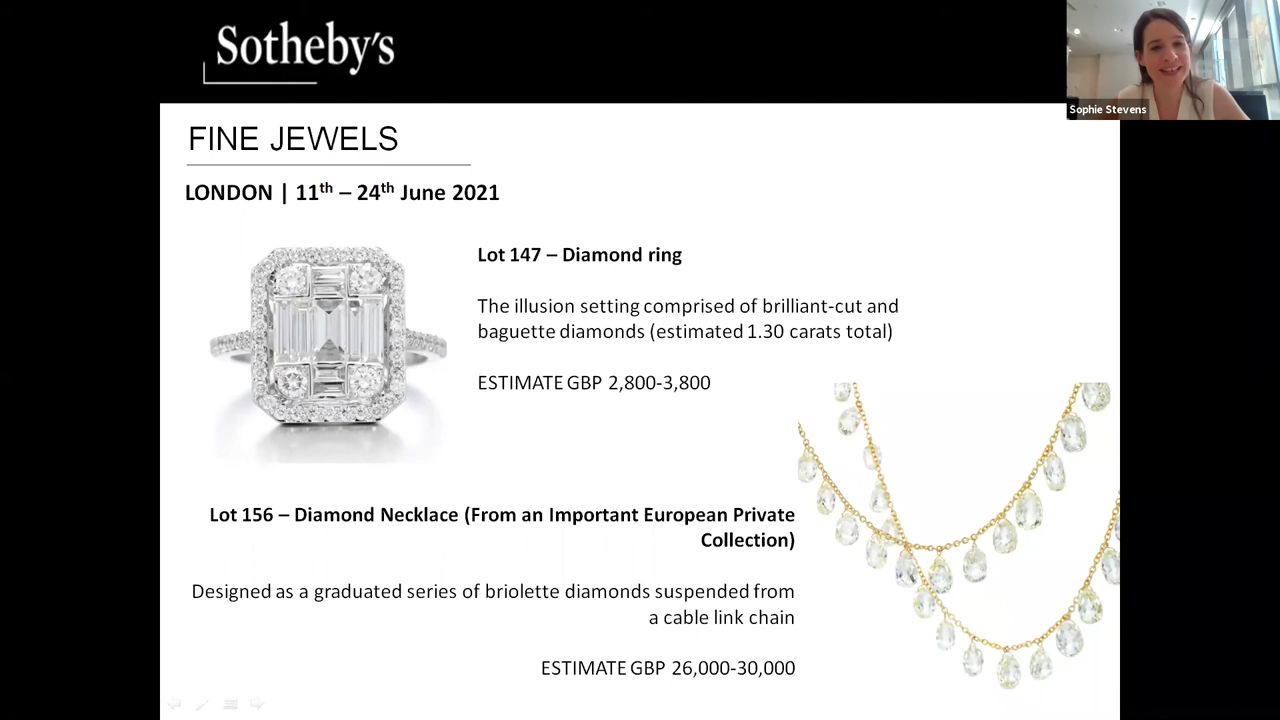 Sotheby's
Sophie Stevens
FINE JEWELS
LONDON | 11th – 24th June 2021
Lot 147 – Diamond ring
The illusion setting comprised of brilliant-cut and
baguette diamonds (estimated 1.30 carats total)
ESTIMATE GBP 2,800-3,800
Lot 156 – Diamond Necklace (From an Important European Private
Collection)
Designed as a graduated series of briolette diamonds suspended from
a cable link chain
ESTIMATE GBP 26,000-30,000